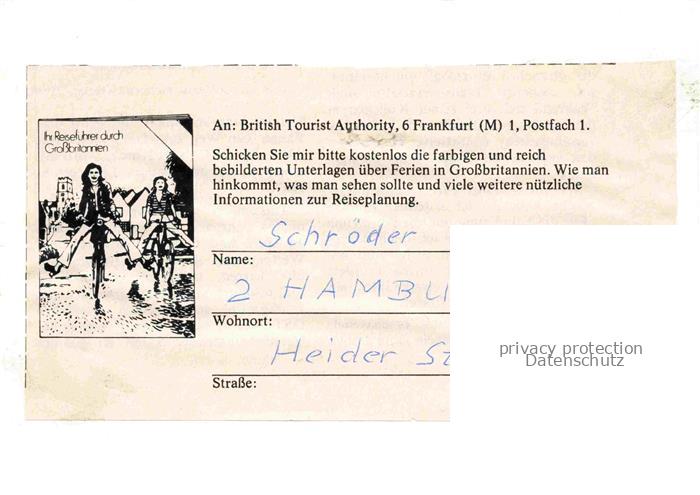 Ihr Reiseführer durch
Großbritannien
An: British Tourist Authority, 6 Frankfurt (M) 1, Postfach 1.
Schicken Sie mir bitte kostenlos die farbigen und reich
bebilderten Unterlagen über Ferien in Großbritannien. Wie man
hinkommt, was man sehen sollte und viele weitere nützliche
Informationen zur Reiseplanung.
Schröder
Name:
2 HAMBU
Wohnort:
Heider St
Straße:
privacy protection
Datenschutz